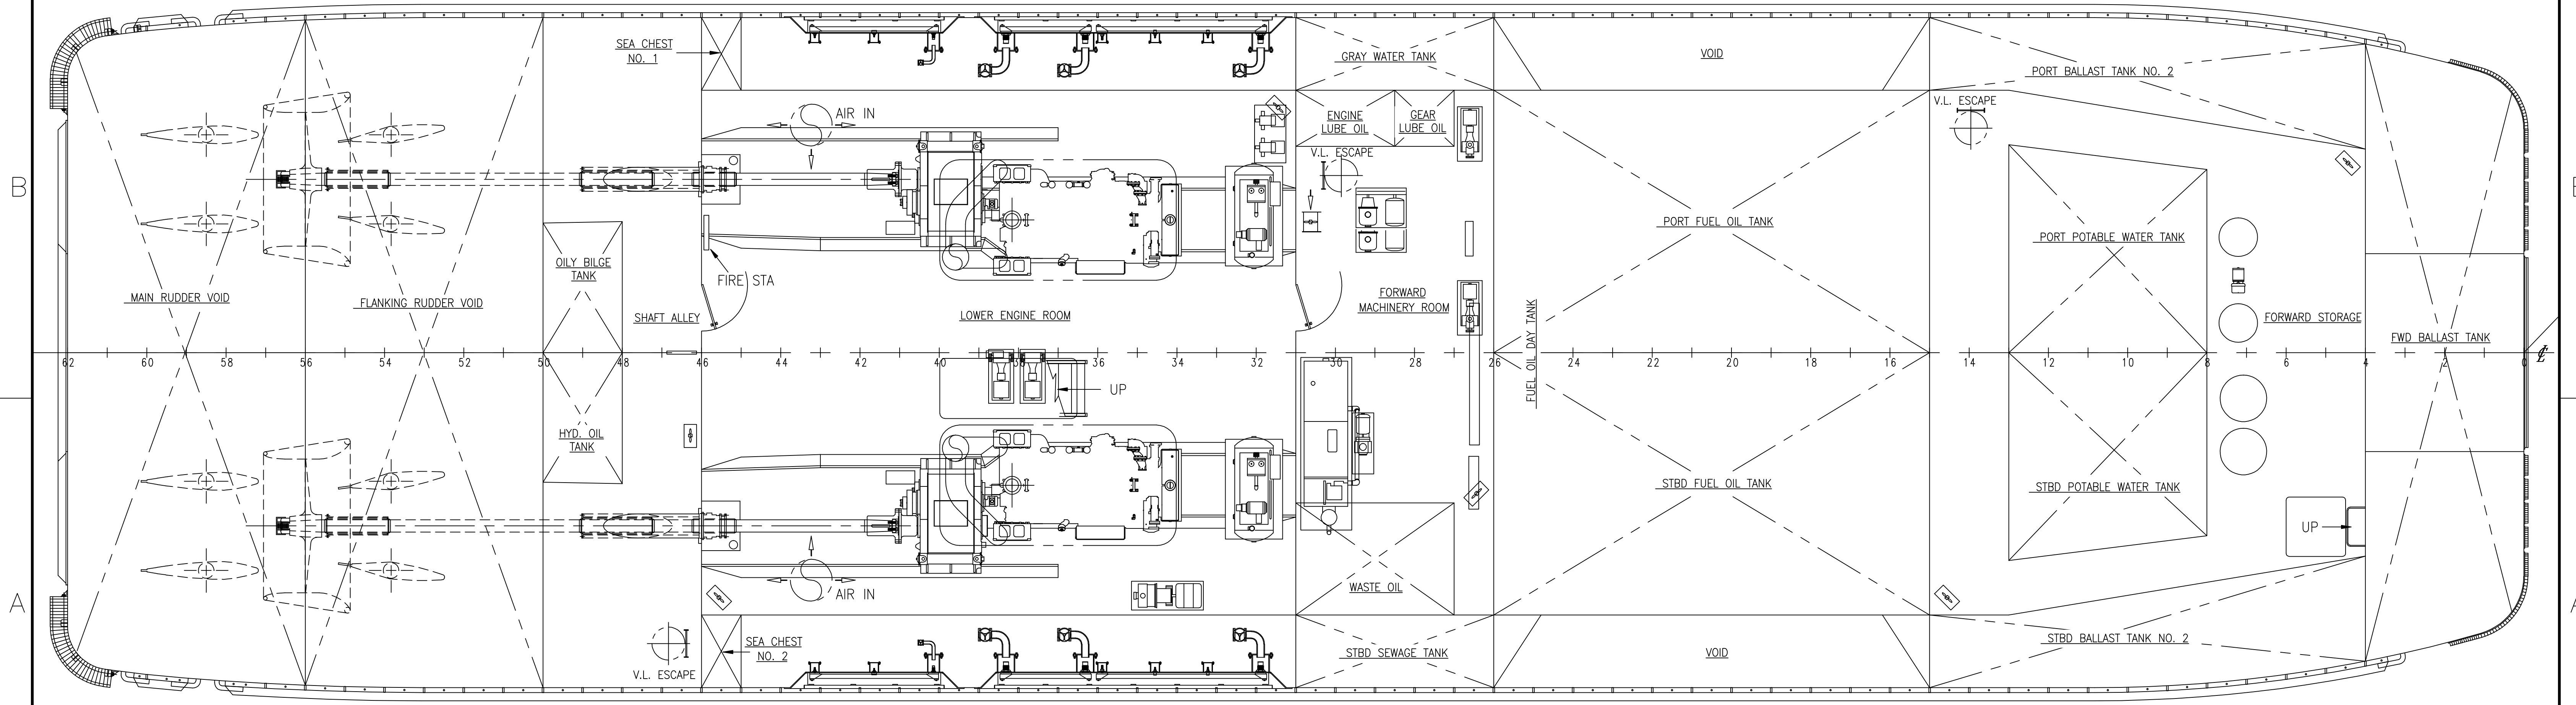 SEA CHEST
NO. 1
GRAY WATER TANK
VOID
PORT BALLAST TANK NO. 2
V.L. ESCAPE
AIR IN
ENGINE
LUBE OIL
GEAR
LUBE OIL
V.L. ESCAPE
B
PORT FUEL OIL TANK
PORT POTABLE WATER TANK
OILY BILGE
TANK
FIRE STA
MAIN RUDDER VOID
FLANKING RUDDER VOID
SHAFT ALLEY
LOWER ENGINE ROOM
FORWARD
MACHINERY ROOM
FUEL OIL DAY TANK
FORWARD STORAGE
FWD BALLAST TANK
62 60 58 56 54 52 50 48 46 44 42 40 38 36 34 32 30 28 26 24 22 20 18 16 14 12 10 8 6 4 2 0 ℄
UP
HYD. OIL
TANK
STBD FUEL OIL TANK
STBD POTABLE WATER TANK
UP
A
AIR IN
WASTE OIL
SEA CHEST
NO. 2
V.L. ESCAPE
STBD SEWAGE TANK
VOID
STBD BALLAST TANK NO. 2